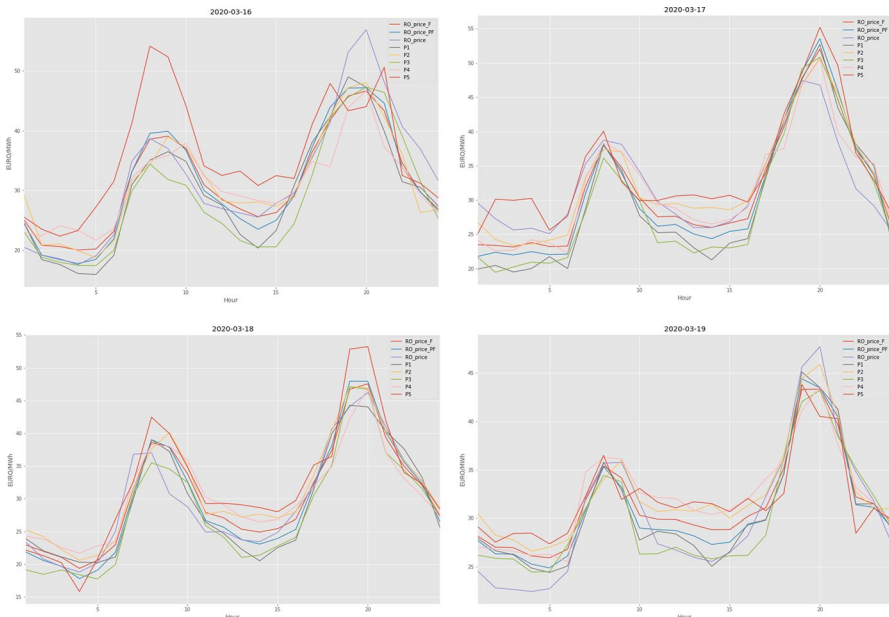 2020-03-16
EURO/MWh
50
40
30
20
5
10
15
20
Hour
RO_price_F
RO_price_PF
RO_price
P1
P2
P3
P4
P5
2020-03-17
EURO/MWh
55
50
45
40
35
30
25
20
5
10
15
20
Hour
RO_price_F
RO_price_PF
RO_price
P1
P2
P3
P4
P5
2020-03-18
EURO/MWh
55
50
45
40
35
30
25
20
15
5
10
15
20
Hour
RO_price_F
RO_price_PF
RO_price
P1
P2
P3
P4
P5
2020-03-19
EURO/MWh
45
40
35
30
25
5
10
15
20
Hour
RO_price_F
RO_price_PF
RO_price
P1
P2
P3
P4
P5